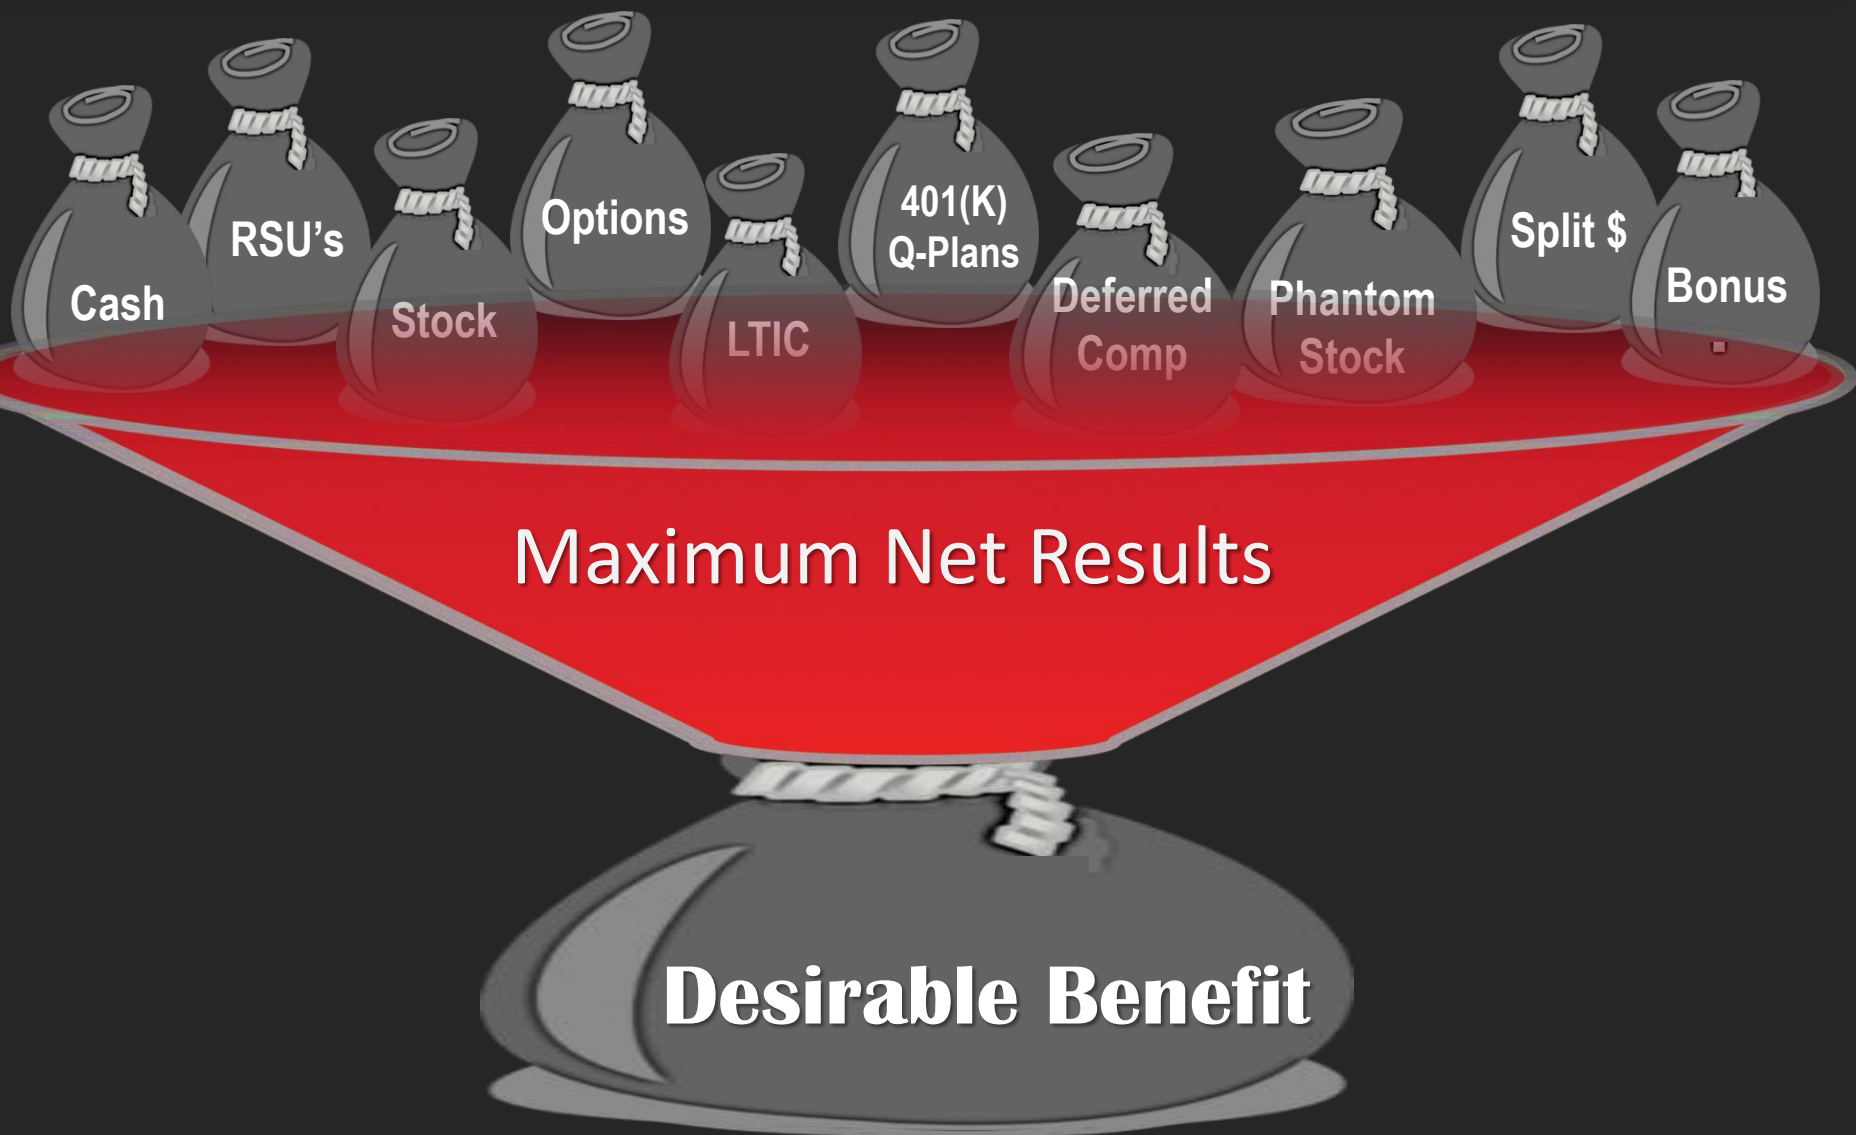 Cash
RSU's
Stock
Options
LTIC
401(K)
Q-Plans
Deferred
Comp
Phantom
Stock
Split $
Bonus
Maximum Net Results
Desirable Benefit